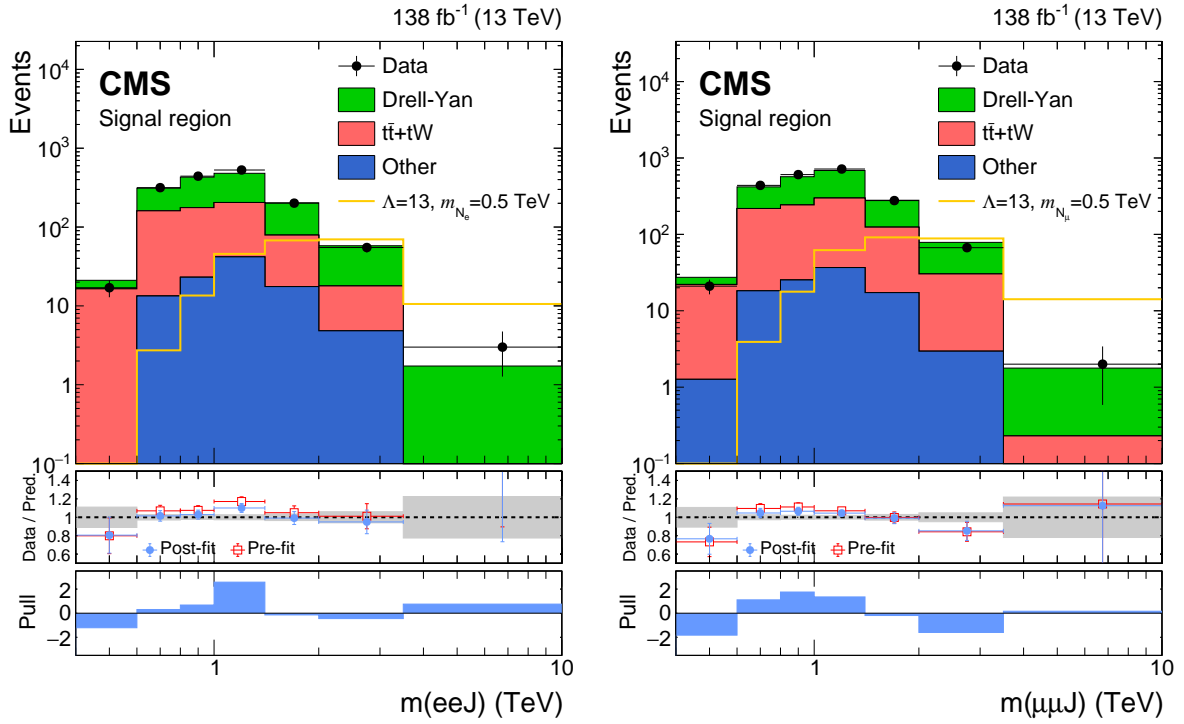 138 fb⁻¹ (13 TeV)
Events
10⁴
10³
10²
10
1
10⁻¹
CMS
Signal region
Data
Drell-Yan
tt̄+tW
Other
Λ=13, m_{N_e}=0.5 TeV
Data / Pred.
1.4
1.2
1
0.8
0.6
Post-fit
Pre-fit
Pull
2
0
−2
1
10
m(eeJ) (TeV)
138 fb⁻¹ (13 TeV)
Events
10⁴
10³
10²
10
1
10⁻¹
CMS
Signal region
Data
Drell-Yan
tt̄+tW
Other
Λ=13, m_{N_μ}=0.5 TeV
Data / Pred.
1.4
1.2
1
0.8
0.6
Post-fit
Pre-fit
Pull
2
0
−2
1
10
m(μμJ) (TeV)